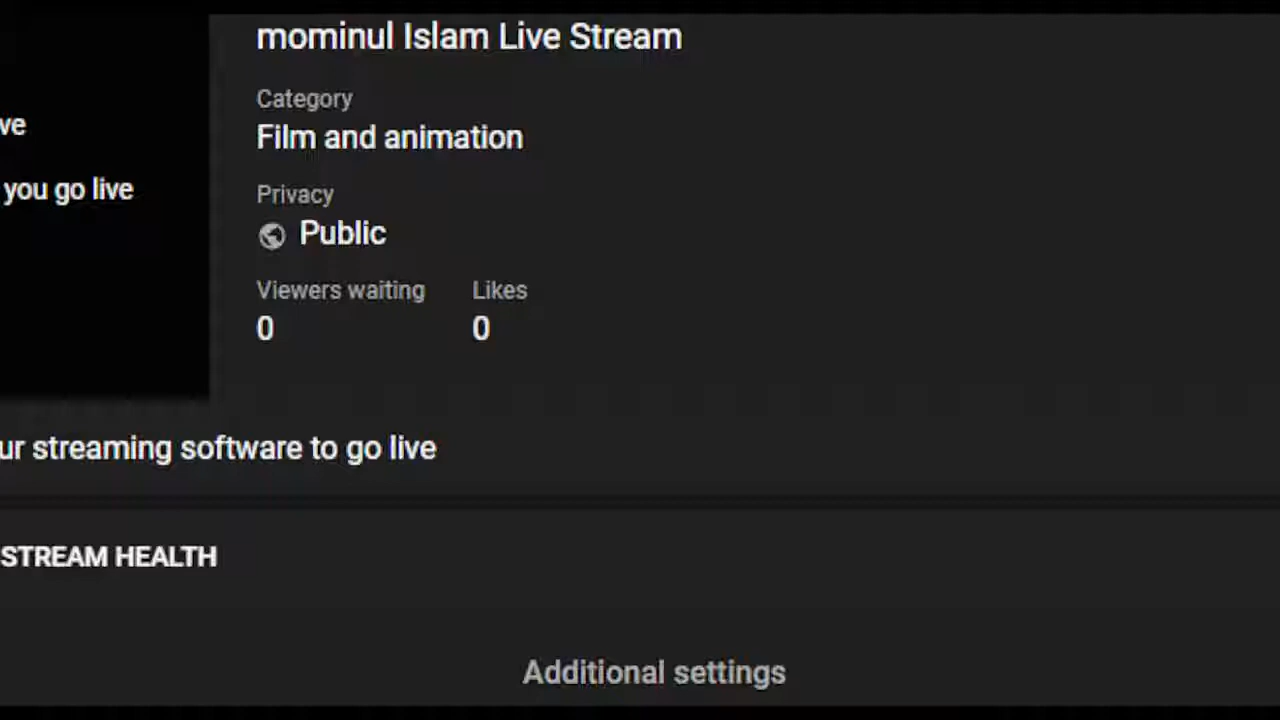 mominul Islam Live Stream
Category
ve
Film and animation
you go live
Privacy
Public
Viewers waiting Likes
0 0
ur streaming software to go live
STREAM HEALTH
Additional settings